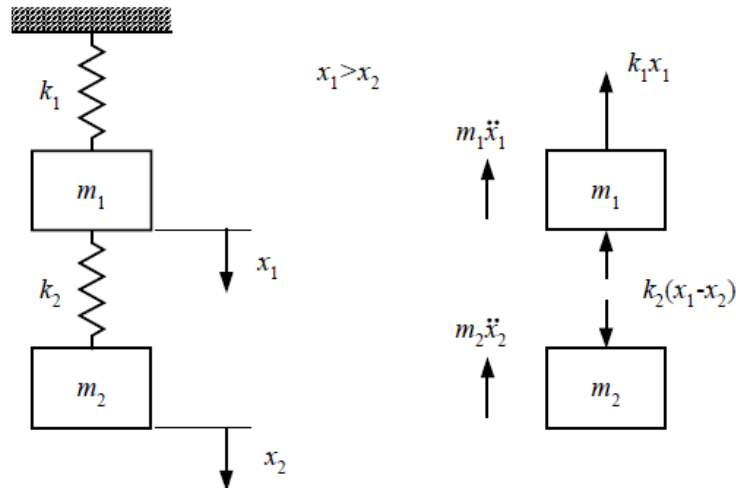 x₁>x₂
k₁x₁
k₁
m₁ẍ₁
m₁
m₁
x₁
k₂
k₂(x₁-x₂)
m₂ẍ₂
m₂
m₂
x₂